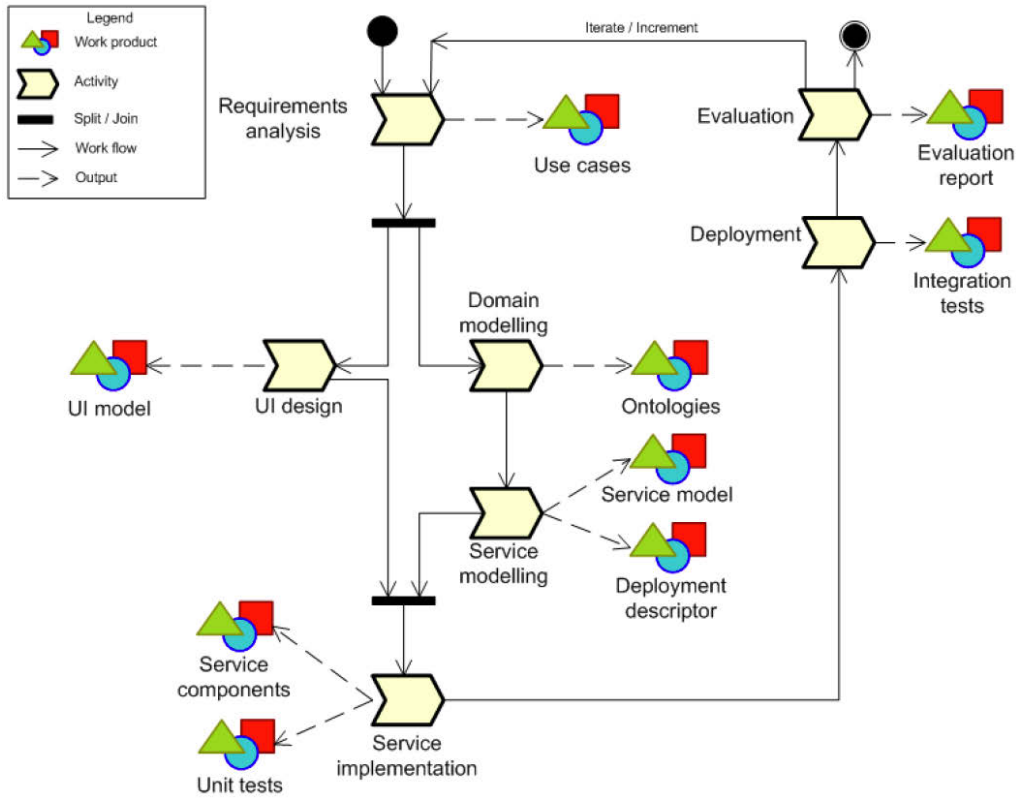 Legend
Work product
Activity
Split / Join
Work flow
Output
Iterate / Increment
Requirements
analysis
Use cases
Evaluation
Evaluation
report
Deployment
Integration
tests
Domain
modelling
UI model
UI design
Ontologies
Service model
Service
modelling
Deployment
descriptor
Service
components
Service
implementation
Unit tests